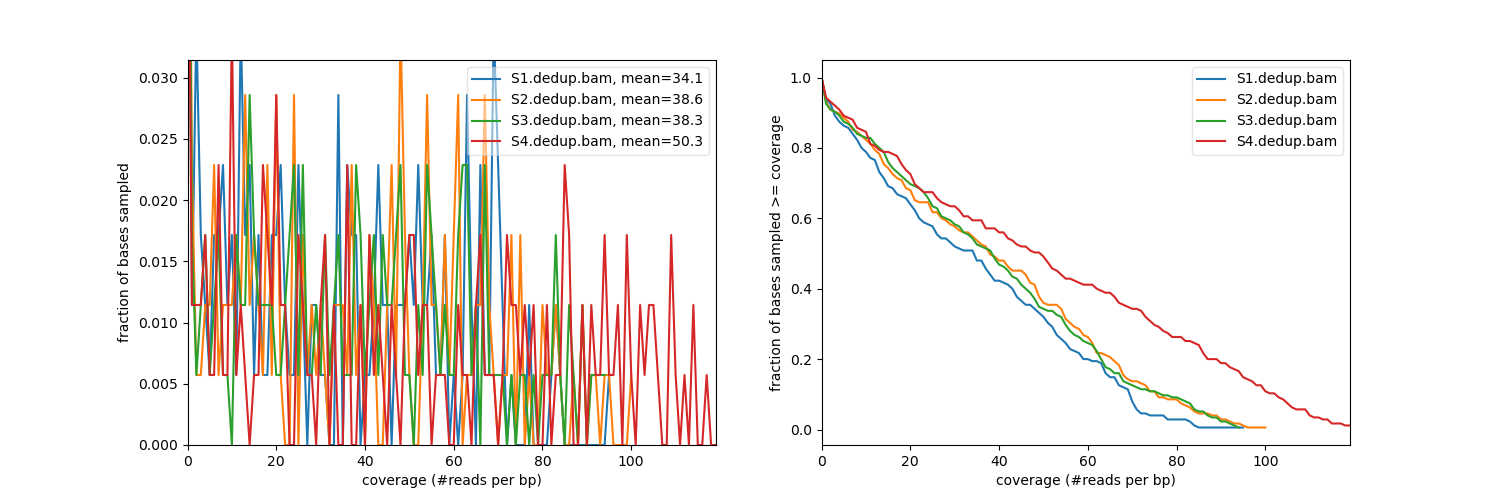 0.030
0.025
0.020
0.015
0.010
0.005
0.000
fraction of bases sampled
0 20 40 60 80 100
coverage (#reads per bp)
S1.dedup.bam, mean=34.1
S2.dedup.bam, mean=38.6
S3.dedup.bam, mean=38.3
S4.dedup.bam, mean=50.3
1.0
0.8
0.6
0.4
0.2
0.0
fraction of bases sampled >= coverage
0 20 40 60 80 100
coverage (#reads per bp)
S1.dedup.bam
S2.dedup.bam
S3.dedup.bam
S4.dedup.bam